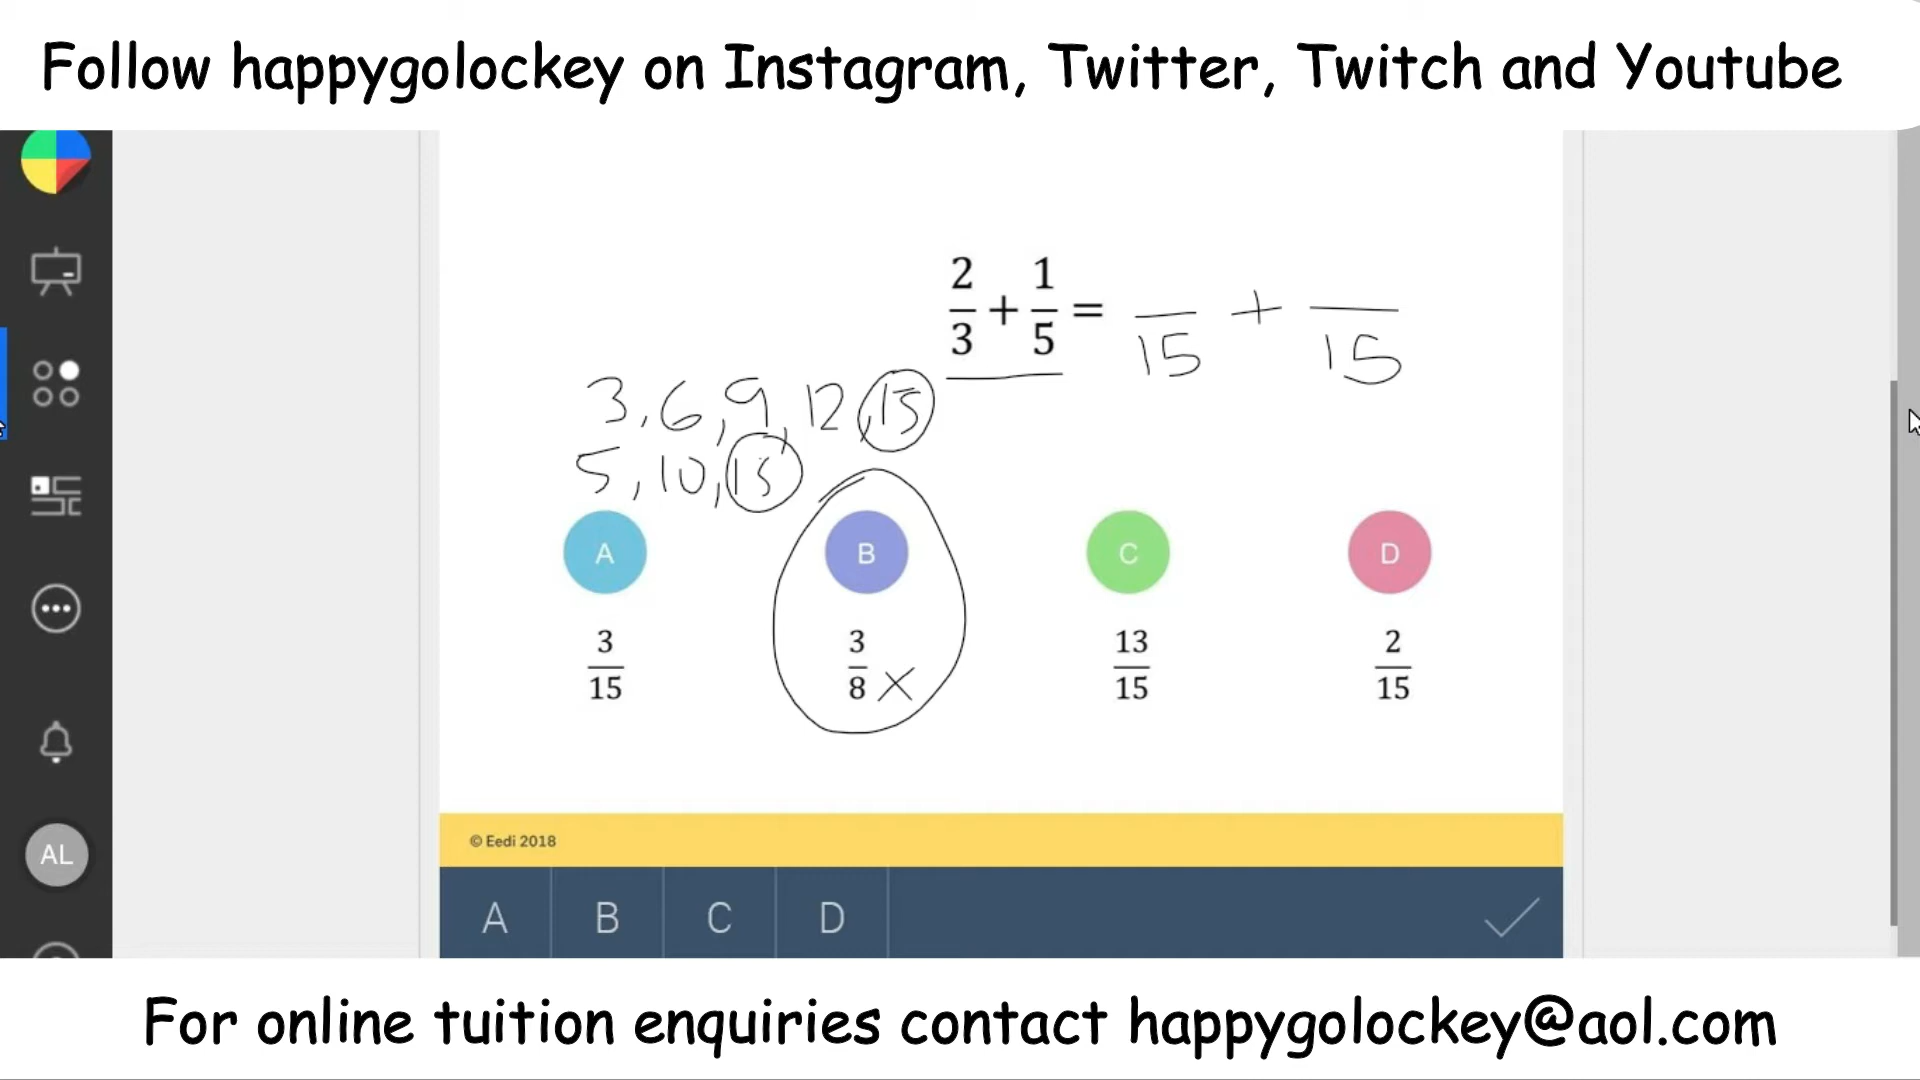 Follow happygolockey on Instagram, Twitter, Twitch and Youtube
2/3 + 1/5 = /15 + /15
3, 6, 9, 12, 15
5, 10, 15
A B C D
3/15 3/8 × 13/15 2/15
© Eedi 2018
AL
A B C D
For online tuition enquiries contact happygolockey@aol.com